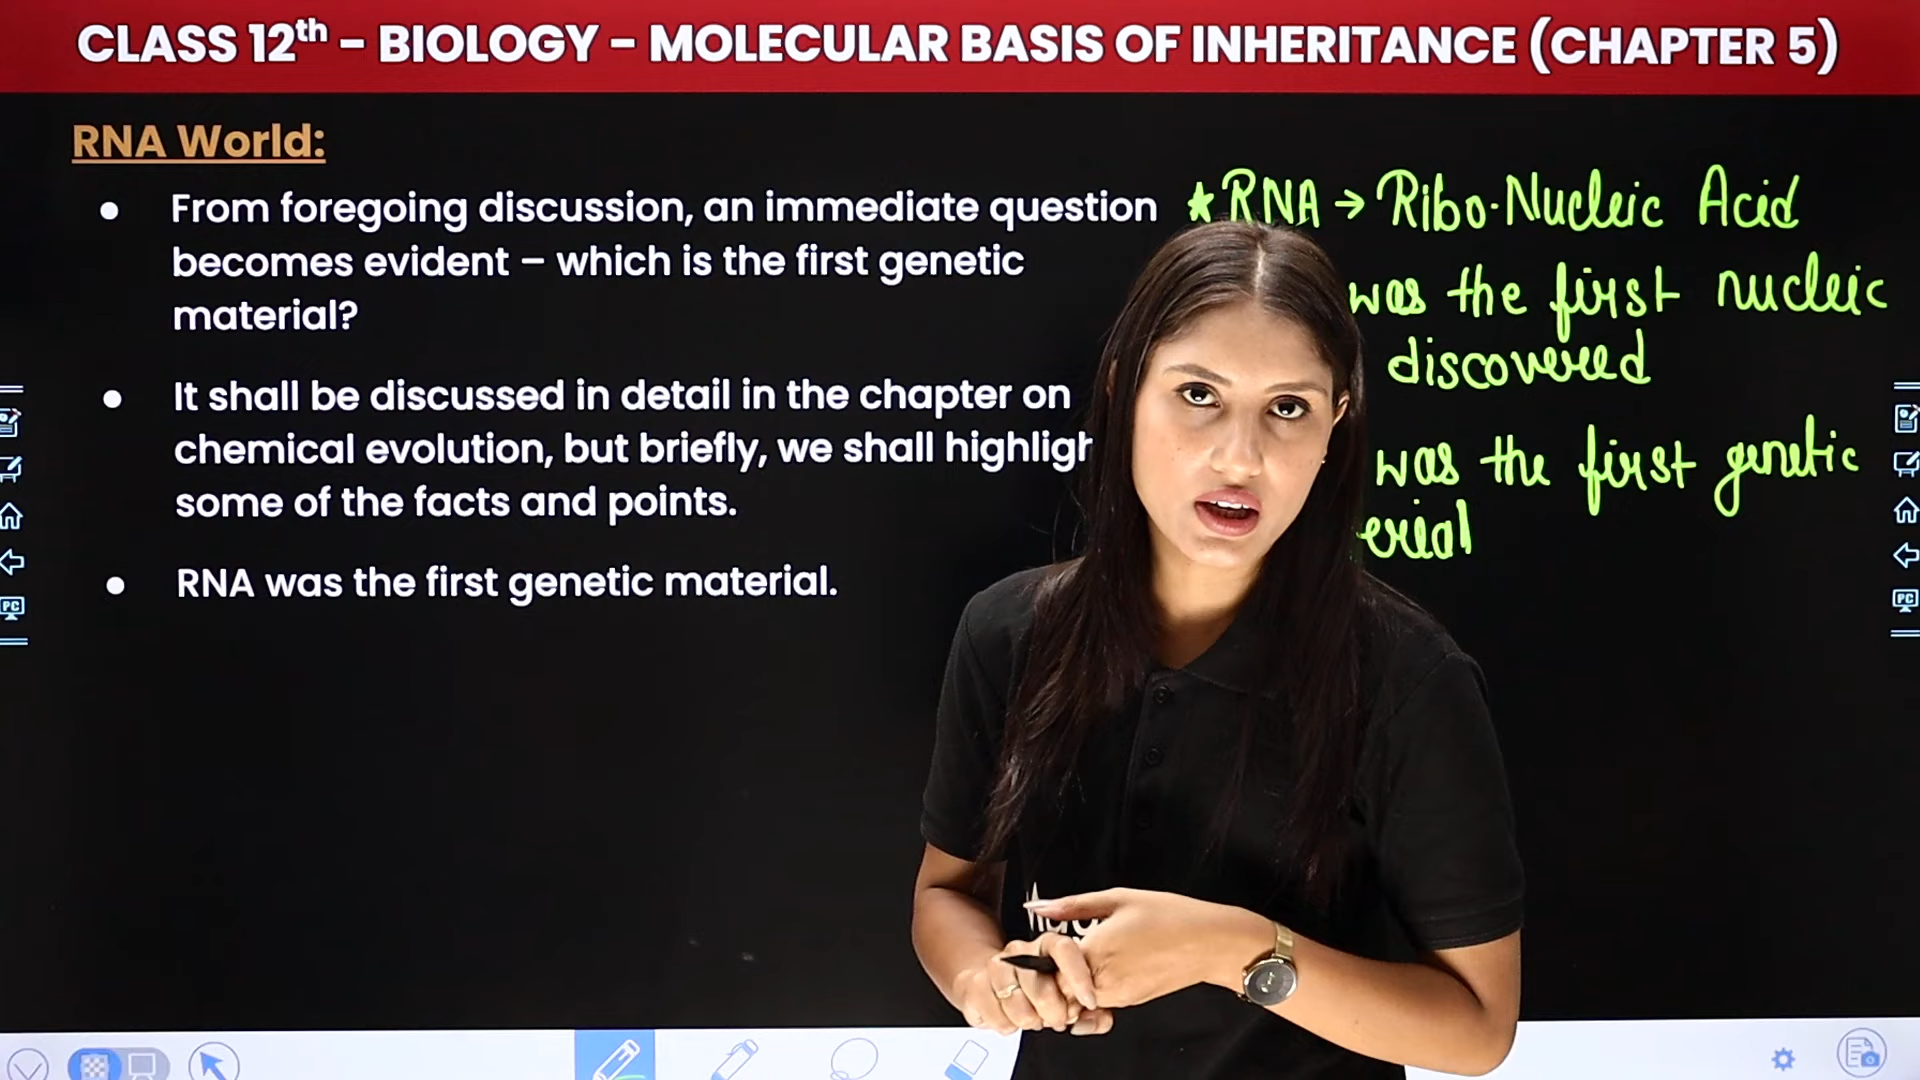 CLASS 12th - BIOLOGY - MOLECULAR BASIS OF INHERITANCE (CHAPTER 5)
RNA World:
• From foregoing discussion, an immediate question
becomes evident – which is the first genetic
material?
• It shall be discussed in detail in the chapter on
chemical evolution, but briefly, we shall highligh
some of the facts and points.
• RNA was the first genetic material.
★ RNA → Ribo-Nucleic Acid
was the first nucleic
discovered
was the first genetic
erial
PC
PC